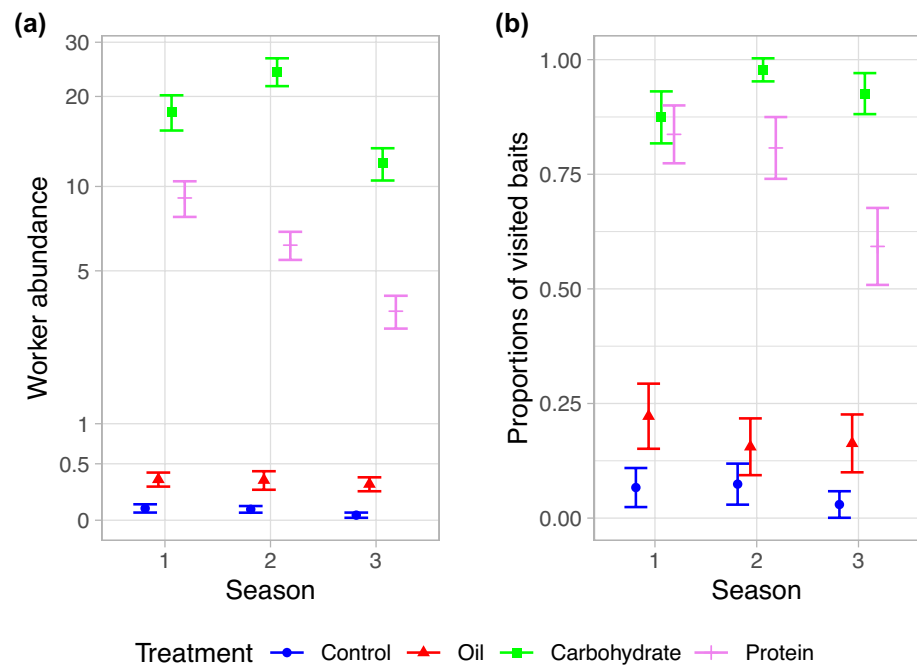 (a)
Worker abundance
30
20
10
5
1
0.5
0
1 2 3
Season
(b)
Proportions of visited baits
1.00
0.75
0.50
0.25
0.00
1 2 3
Season
Treatment Control Oil Carbohydrate Protein